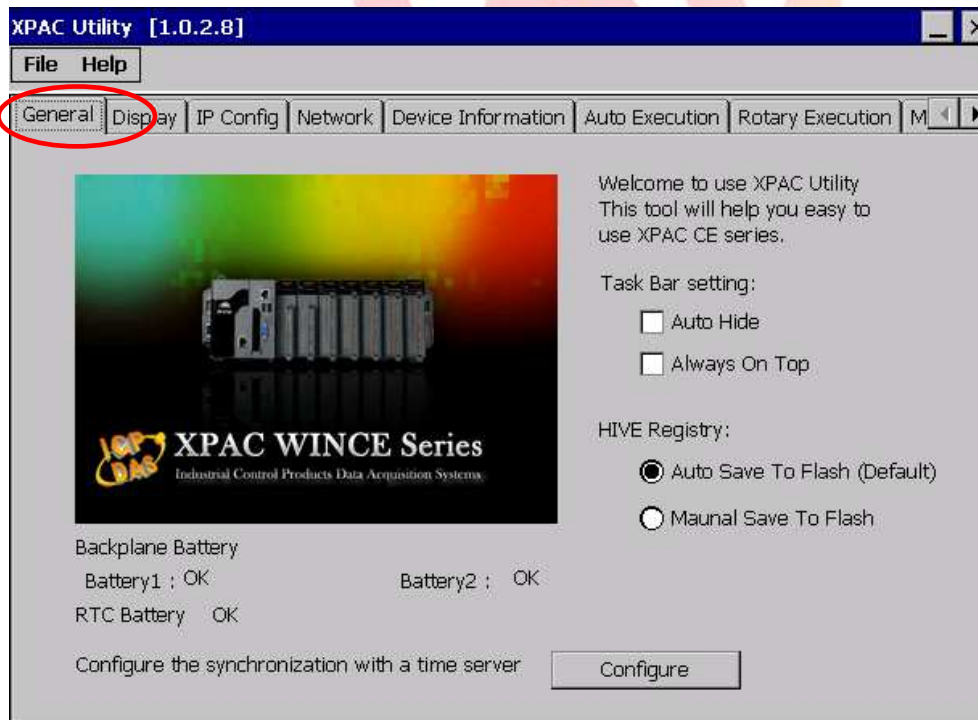 XPAC Utility [1.0.2.8]
File Help
General Display IP Config Network Device Information Auto Execution Rotary Execution M
Welcome to use XPAC Utility
This tool will help you easy to
use XPAC CE series.
Task Bar setting:
Auto Hide
Always On Top
HIVE Registry:
Auto Save To Flash (Default)
Maunal Save To Flash
ICP DAS
XPAC WINCE Series
Industrial Control Products Data Acquisition Systems
Backplane Battery
Battery1 : OK Battery2 : OK
RTC Battery OK
Configure the synchronization with a time server Configure